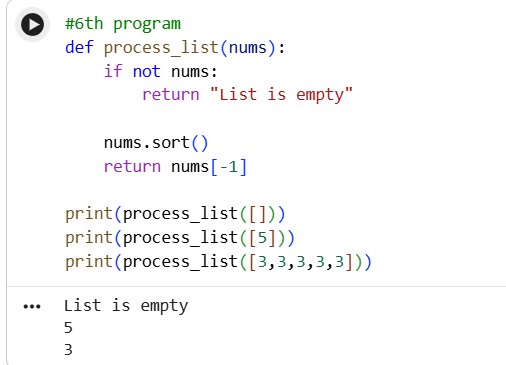 #6th program
def process_list(nums):
    if not nums:
        return "List is empty"

    nums.sort()
    return nums[-1]

print(process_list([]))
print(process_list([5]))
print(process_list([3,3,3,3,3]))
List is empty
5
3